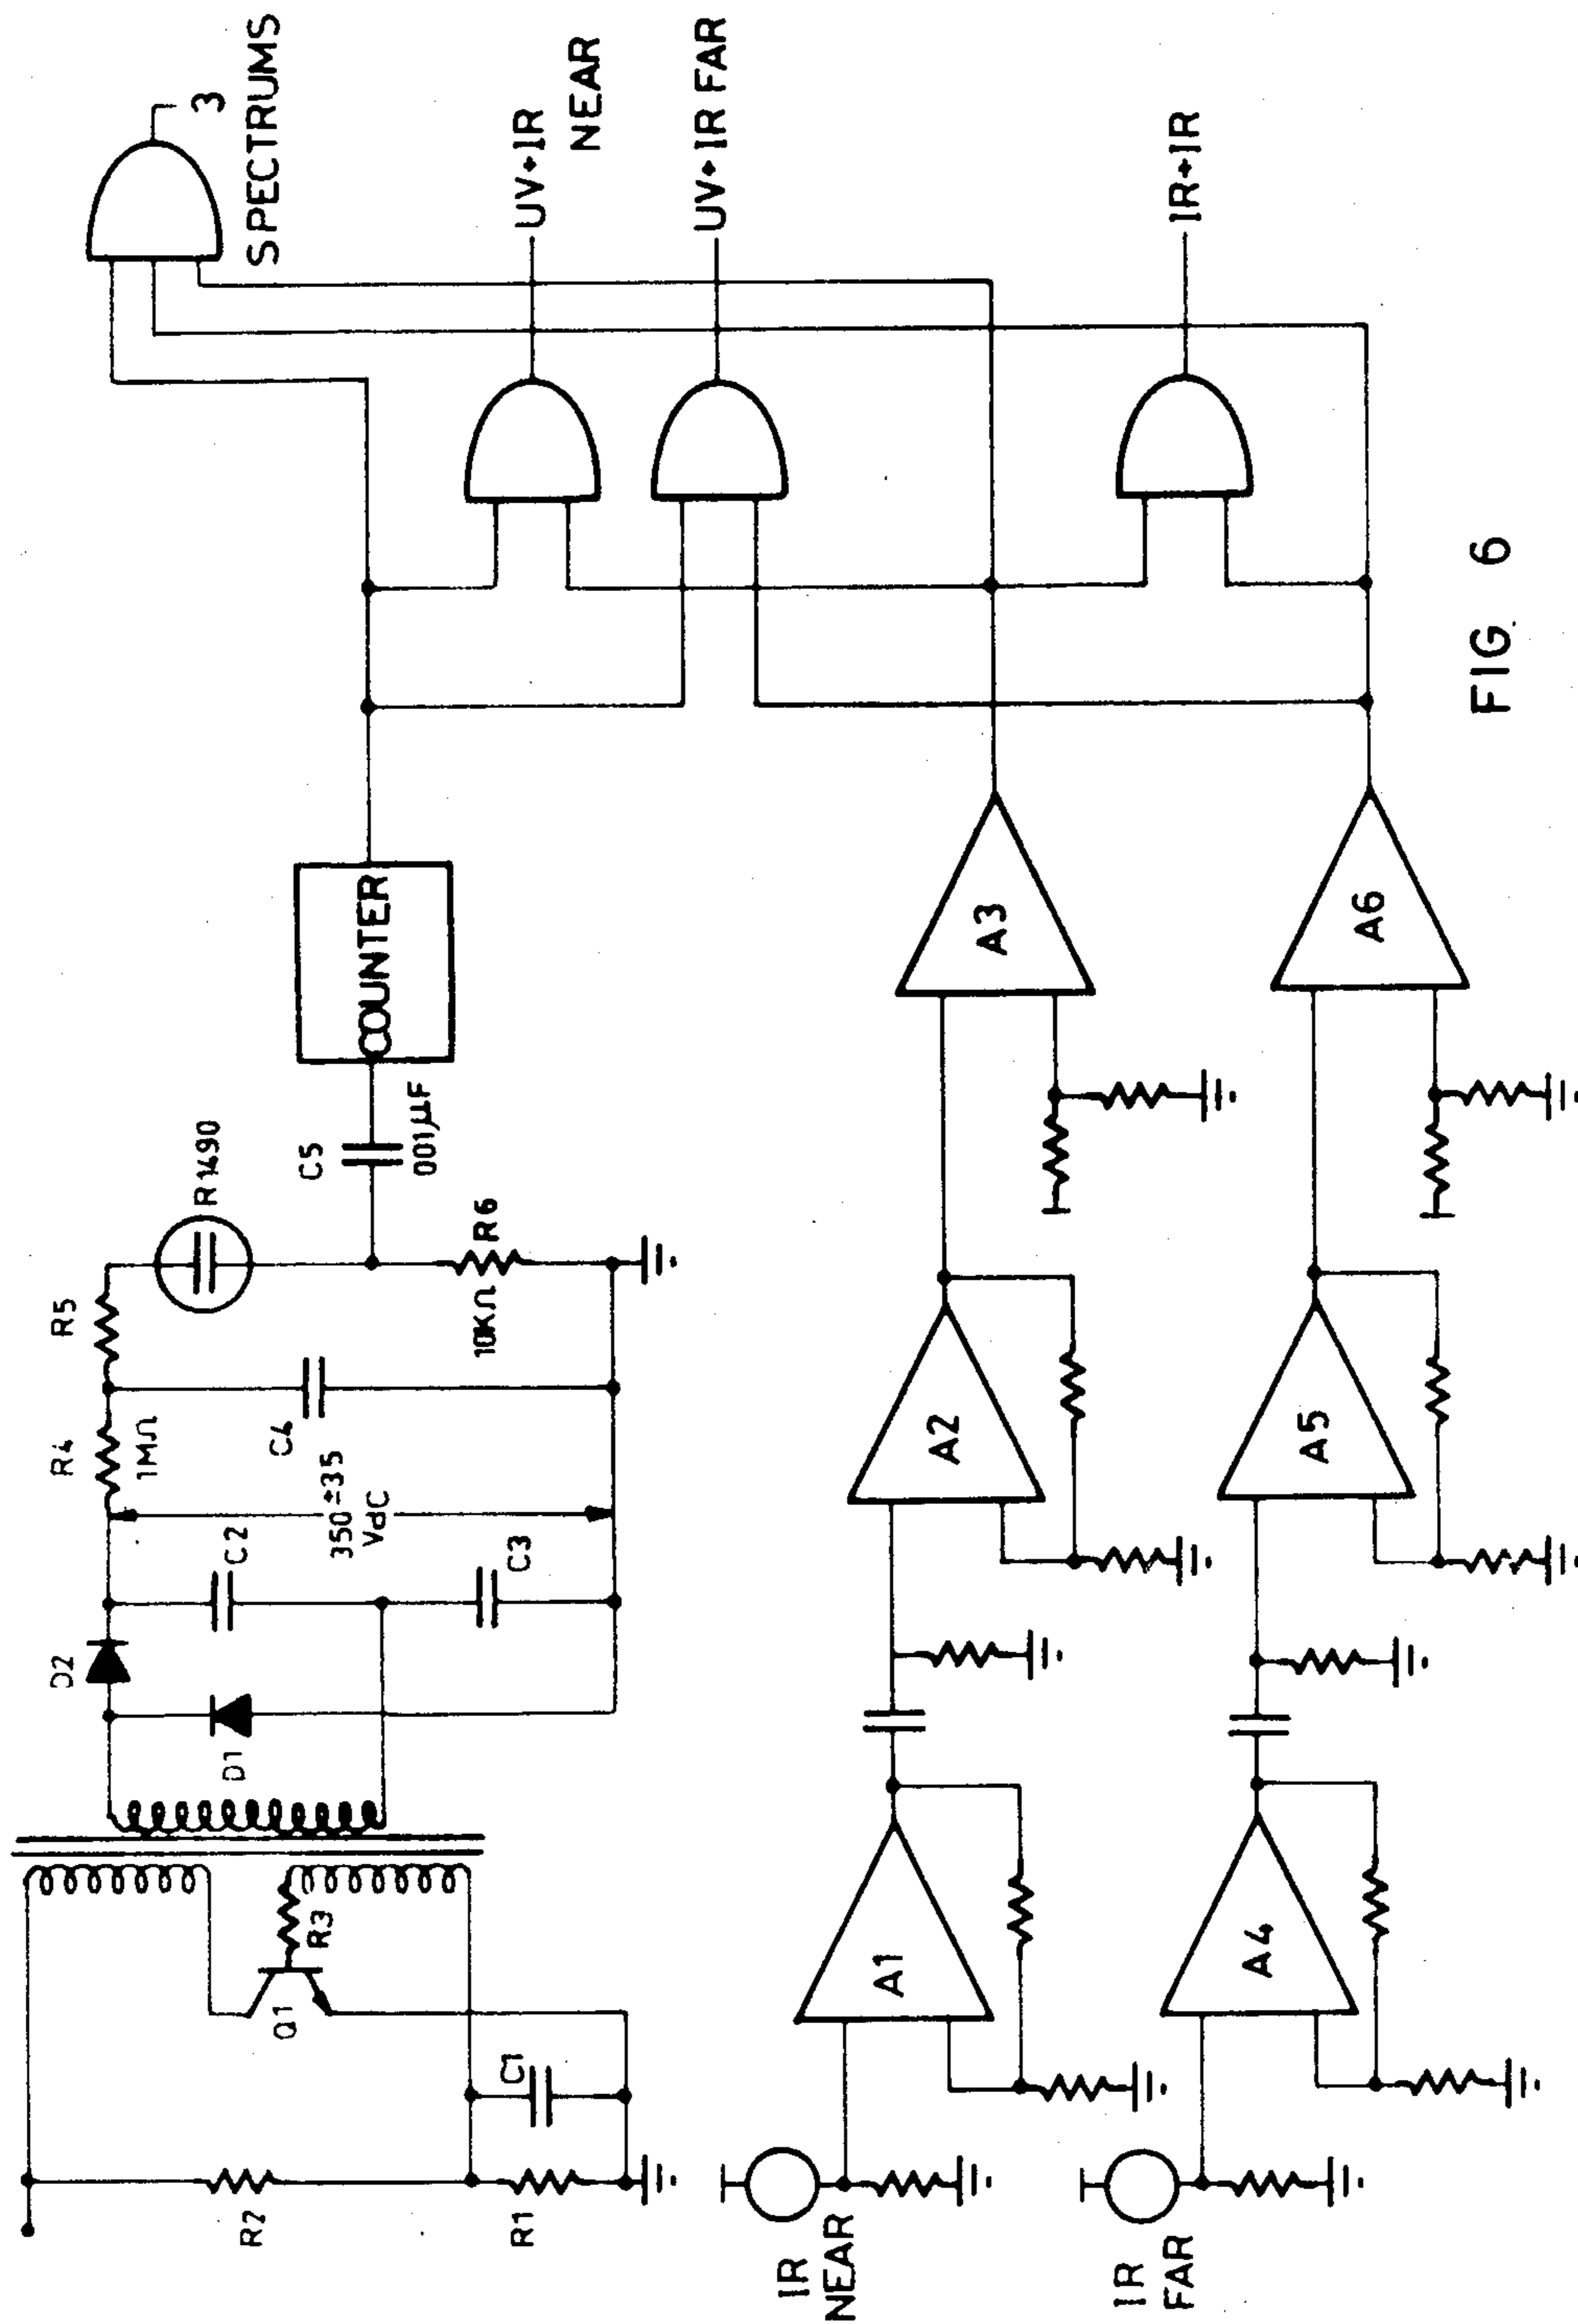 3
SPECTRUMS
UV+IR
NEAR
UV+IR FAR
IR+IR
COUNTER
C5
001µF
R1490
R5
R6
10KΩ
R4
1MΩ
C4
350±35
VdC
C2
C3
D2
D1
R3
Q1
C1
R2
R1
A1
A2
A3
A4
A5
A6
IR
NEAR
IR
FAR
FIG 6